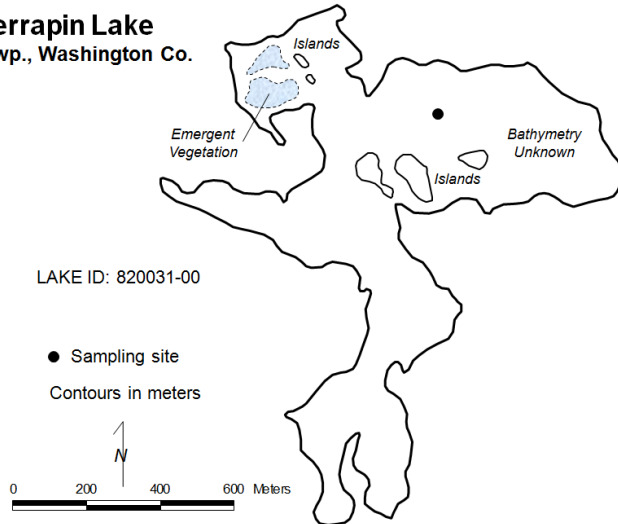 errapin Lake
wp., Washington Co.
Islands
Emergent
Vegetation
Bathymetry
Unknown
Islands
LAKE ID: 820031-00
Sampling site
Contours in meters
N
0 200 400 600 Meters